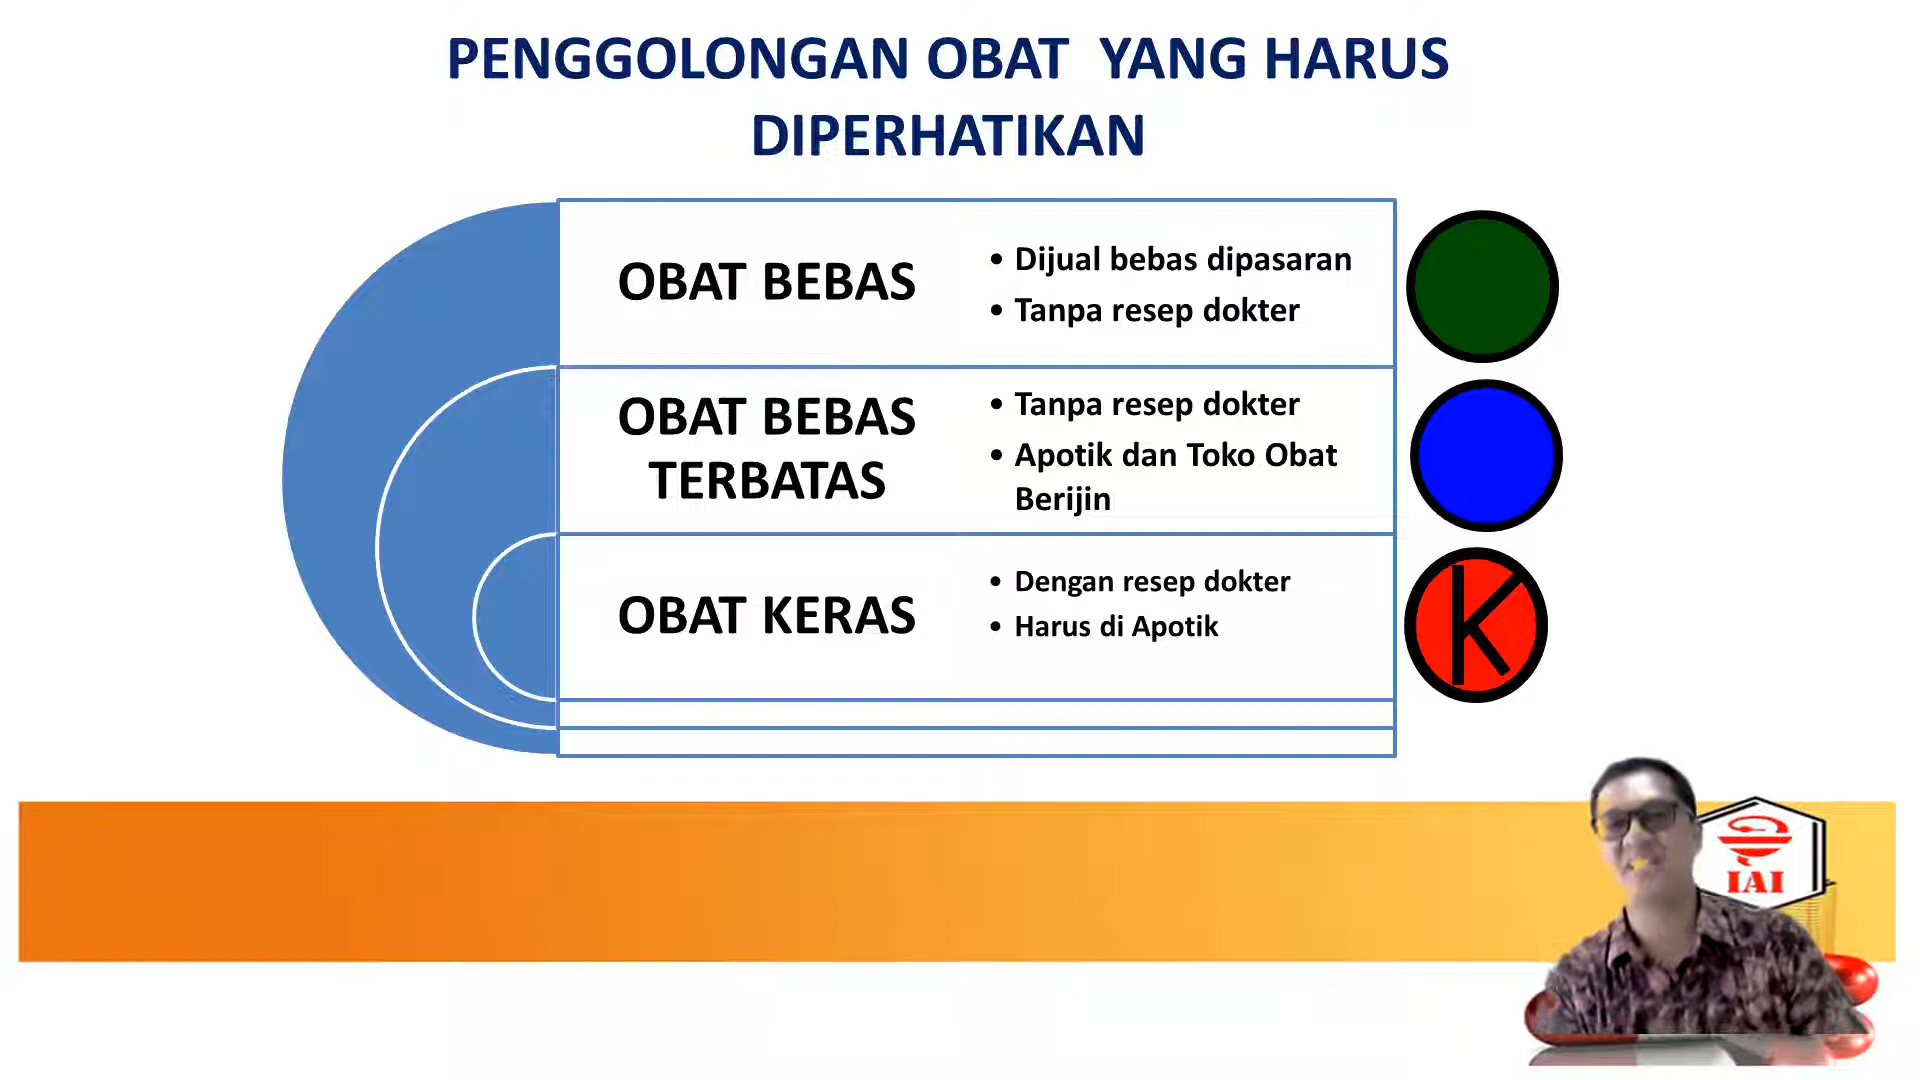 PENGGOLONGAN OBAT YANG HARUS
DIPERHATIKAN
OBAT BEBAS
• Dijual bebas dipasaran
• Tanpa resep dokter
OBAT BEBAS
TERBATAS
• Tanpa resep dokter
• Apotik dan Toko Obat
Berijin
OBAT KERAS
• Dengan resep dokter
• Harus di Apotik
K
IAI